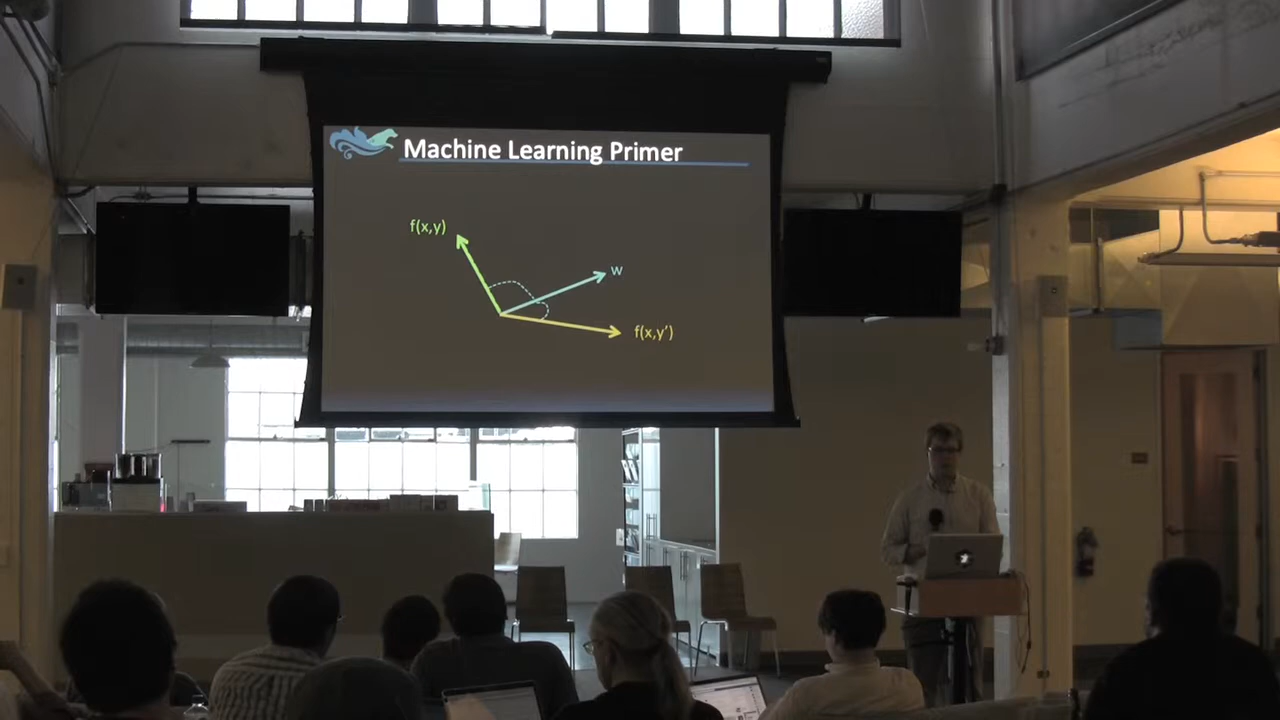 Machine Learning Primer
f(x,y)
w
f(x,y')